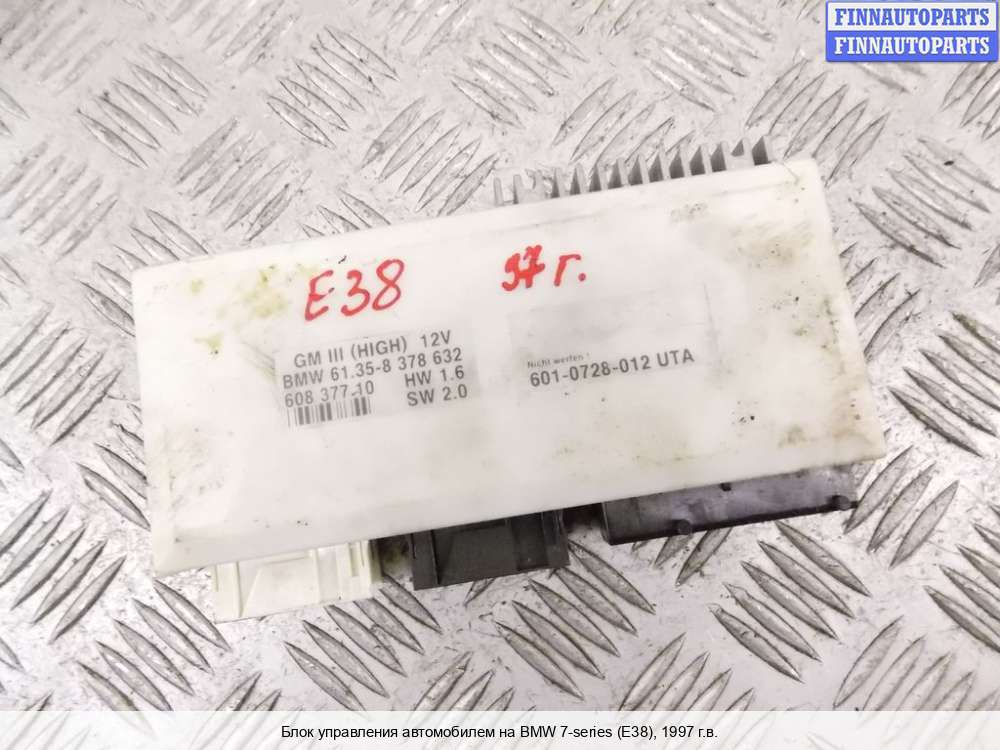 FINNAUTOPARTS
FINNAUTOPARTS
E38
97 г.
GM III (HIGH) 12V
BMW 61.35-8 378 632
608 377.10 HW 1.6
SW 2.0
Nicht werfen !
601-0728-012 UTA
Блок управления автомобилем на BMW 7-series (E38), 1997 г.в.